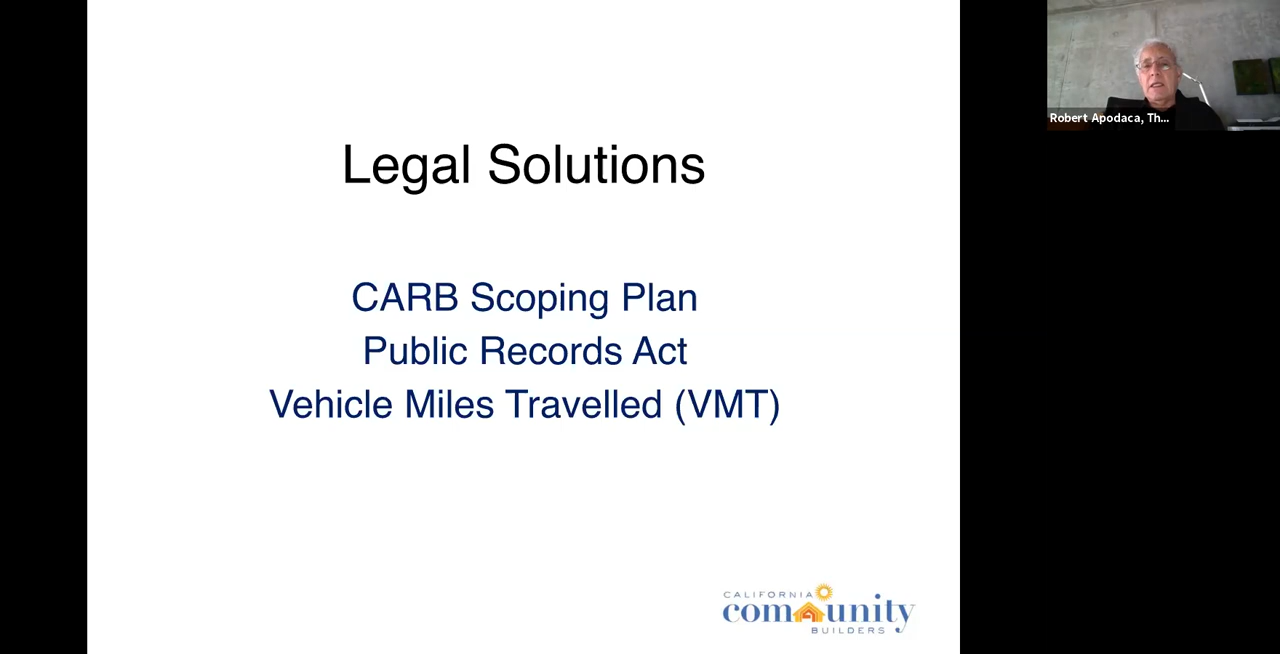 Legal Solutions
CARB Scoping Plan
Public Records Act
Vehicle Miles Travelled (VMT)
CALIFORNIA
community
BUILDERS
Robert Apodaca, Th...